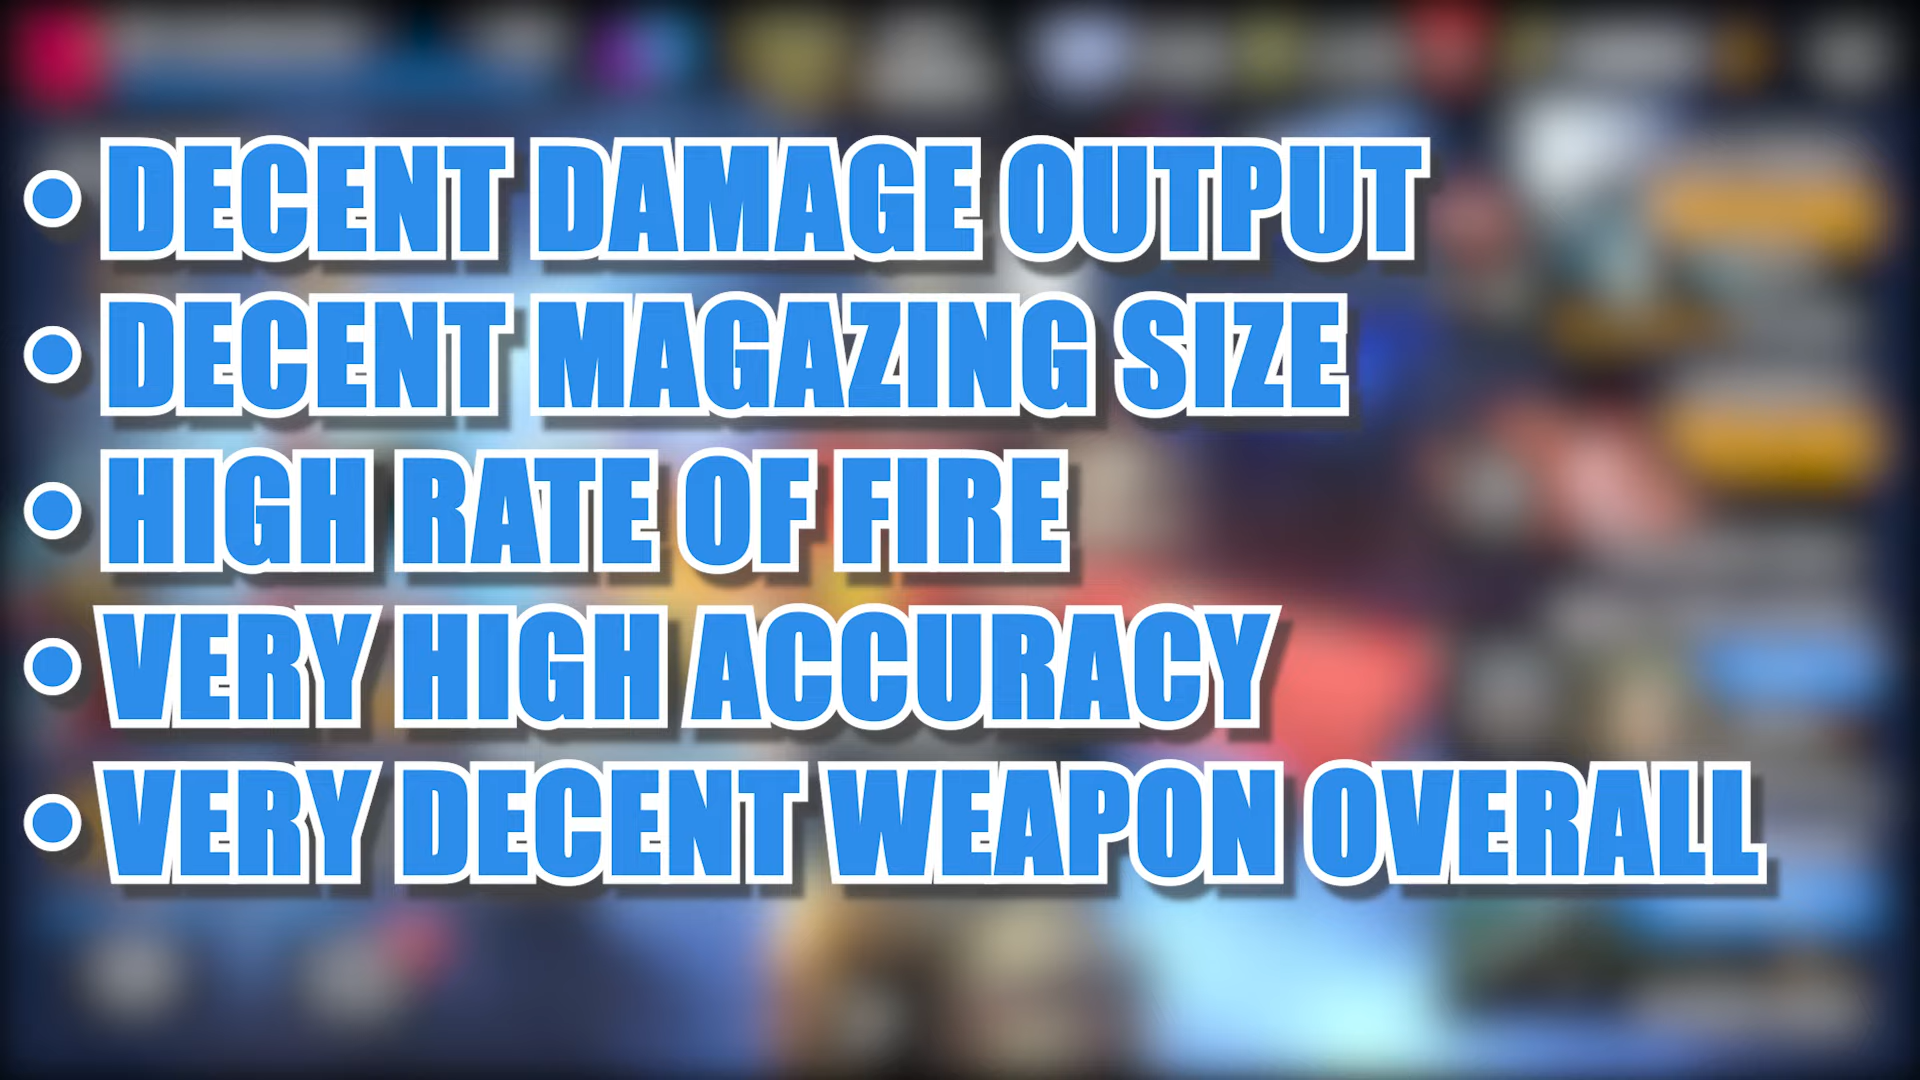 • DECENT DAMAGE OUTPUT
• DECENT MAGAZING SIZE
• HIGH RATE OF FIRE
• VERY HIGH ACCURACY
• VERY DECENT WEAPON OVERALL